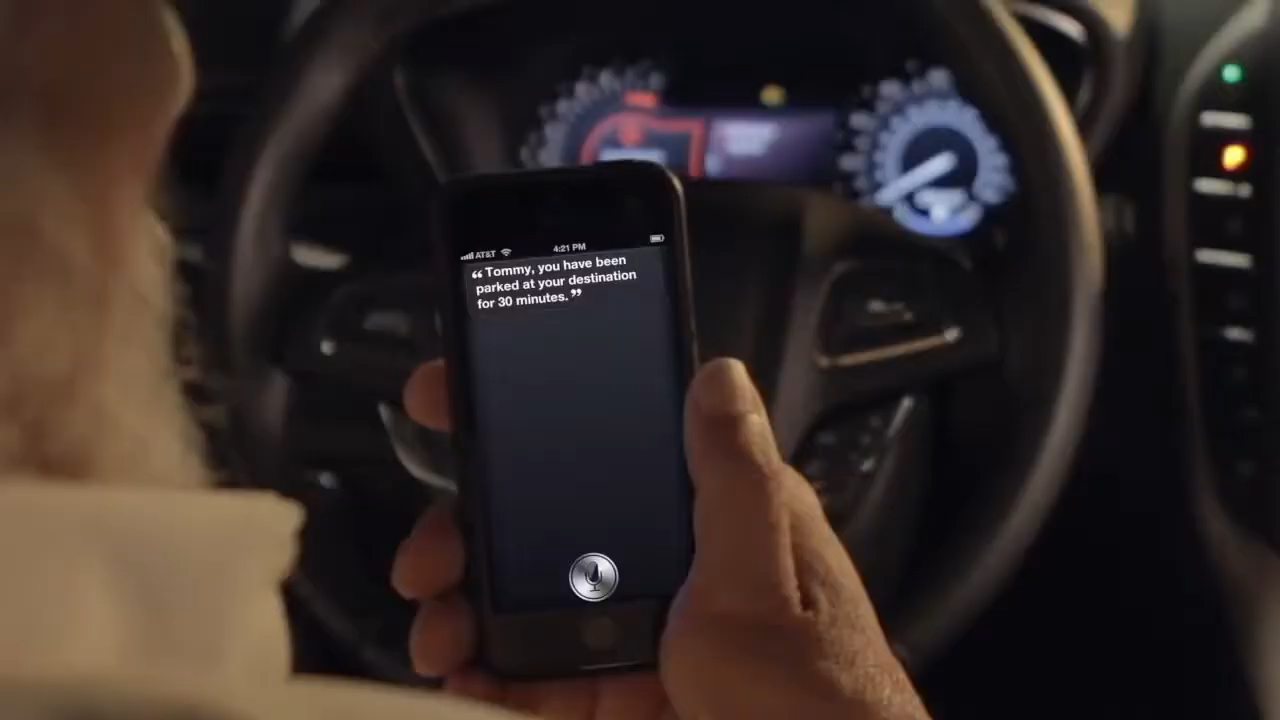 AT&T 4:21 PM
“Tommy, you have been
parked at your destination
for 30 minutes.”